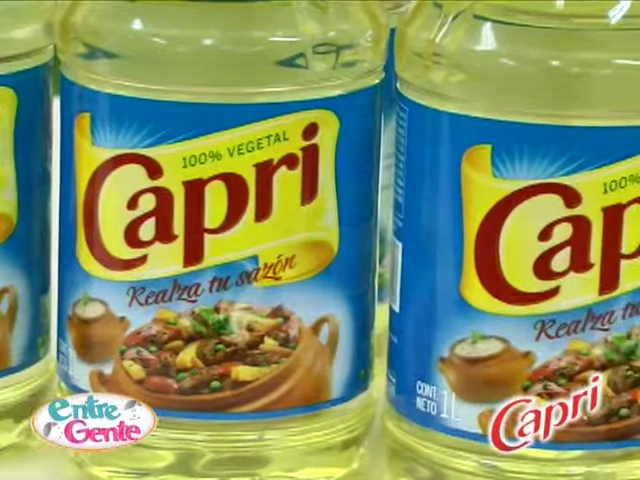 100% VEGETAL
Capri
Realza tu sazón
100%
Cap
Realza tu
CONT.
NETO 1L
Entre
Gente
Capri